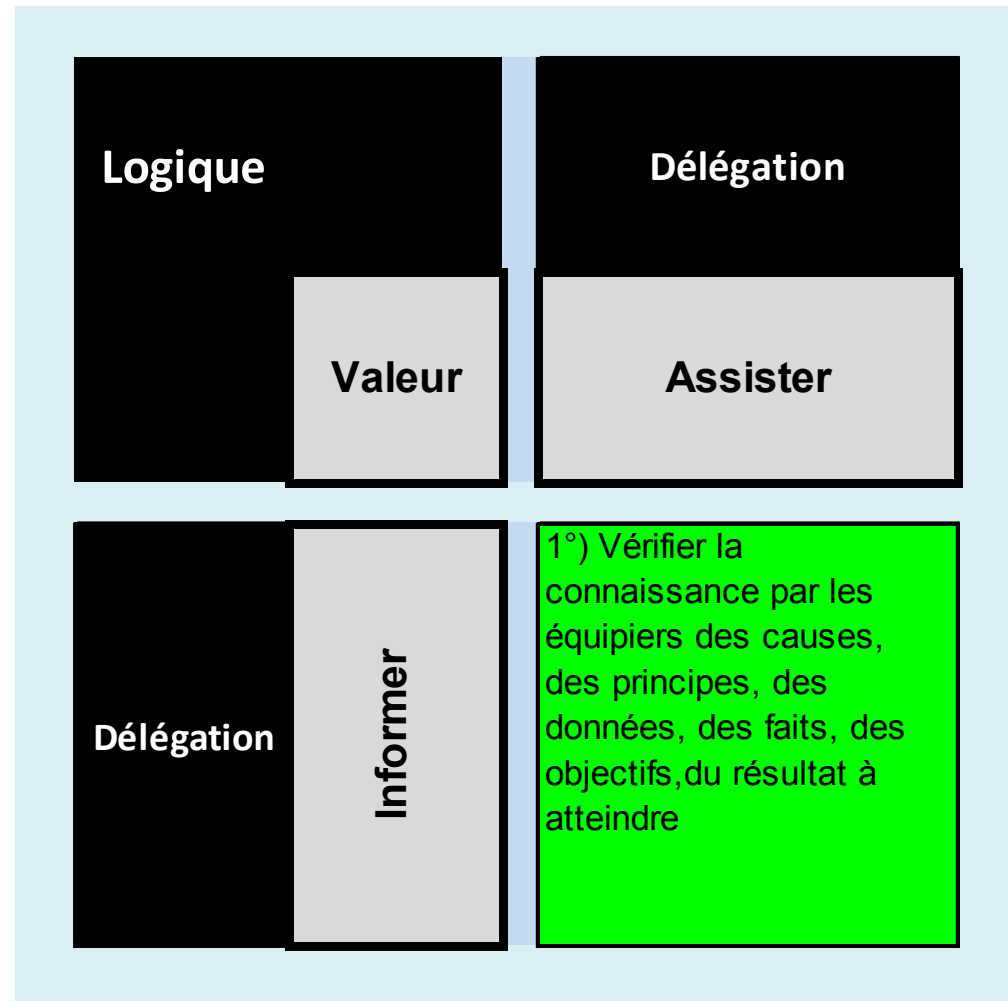 Logique
Délégation
Valeur
Assister
Délégation
Informer
1°) Vérifier la
connaissance par les
équipiers des causes,
des principes, des
données, des faits, des
objectifs,du résultat à
atteindre